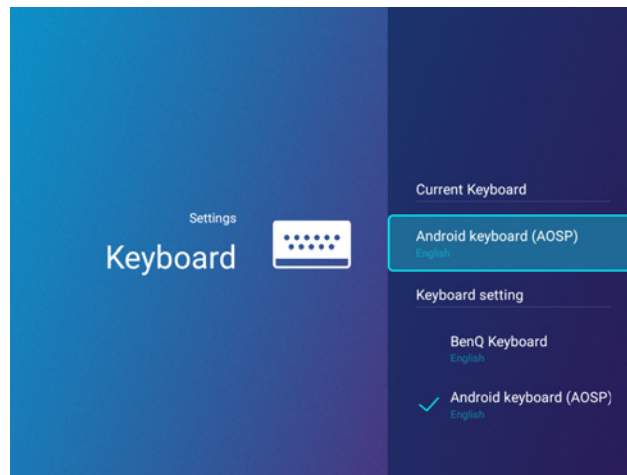 Settings
Keyboard
Current Keyboard
Android keyboard (AOSP)
English
Keyboard setting
BenQ Keyboard
English
Android keyboard (AOSP)
English